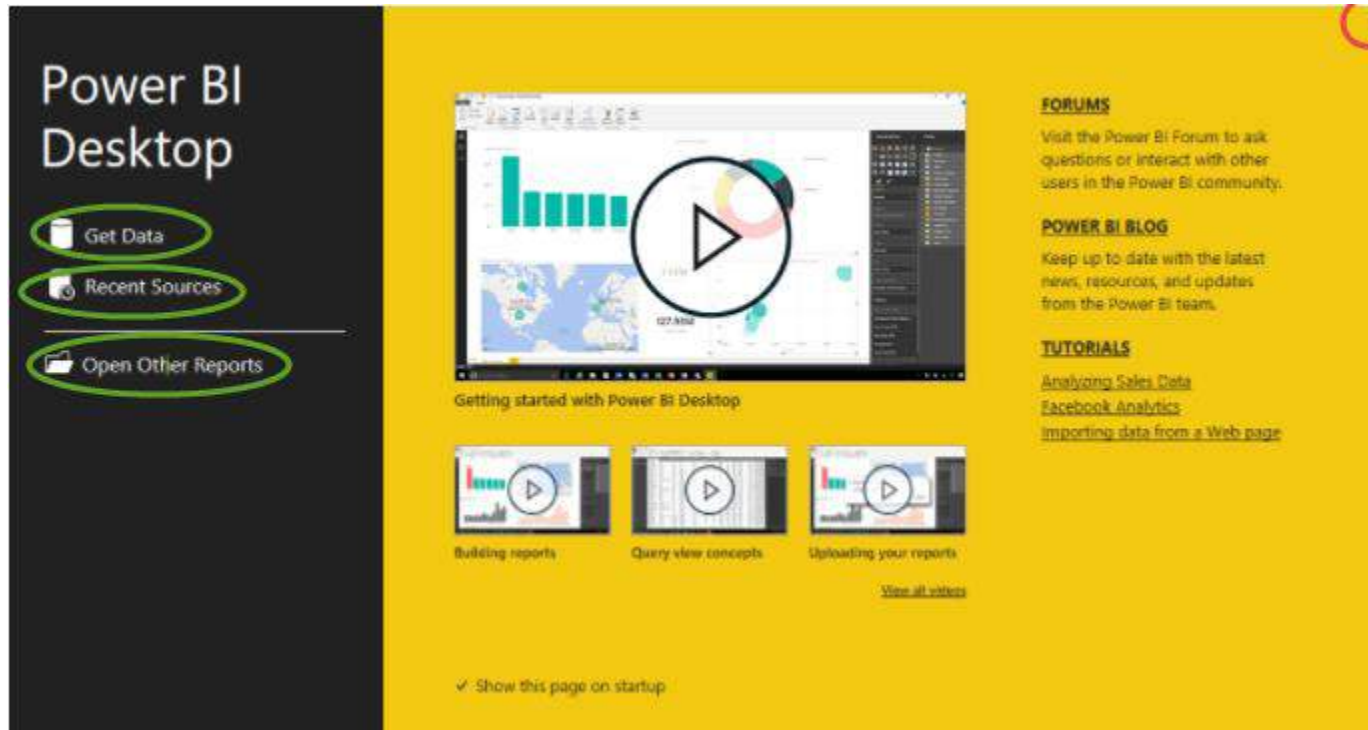 Power BI
Desktop
Get Data
Recent Sources
Open Other Reports
Getting started with Power BI Desktop
Building reports
Query view concepts
Uploading your reports
View all videos
✓ Show this page on startup
FORUMS
Visit the Power BI Forum to ask
questions or interact with other
users in the Power BI community.
POWER BI BLOG
Keep up to date with the latest
news, resources, and updates
from the Power BI team.
TUTORIALS
Analyzing Sales Data
Facebook Analytics
Importing data from a Web page